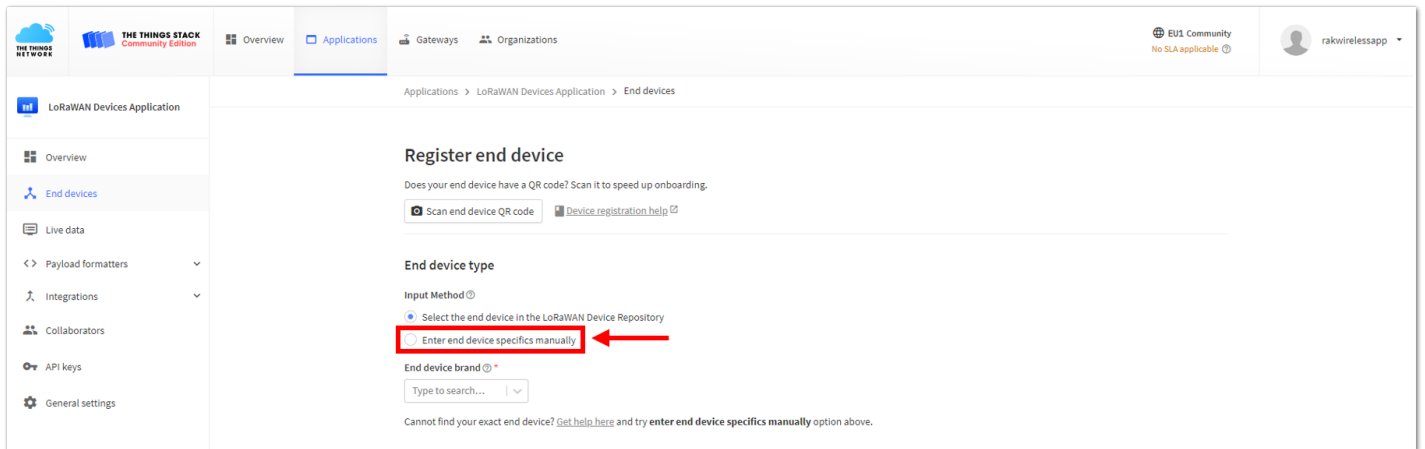 THE THINGS STACK
Community Edition
THE THINGS
NETWORK
Overview
Applications
Gateways
Organizations
EU1 Community
No SLA applicable
rakwirelessapp
LoRaWAN Devices Application
Applications > LoRaWAN Devices Application > End devices
Overview
End devices
Live data
Payload formatters
Integrations
Collaborators
API keys
General settings
Register end device
Does your end device have a QR code? Scan it to speed up onboarding.
Scan end device QR code
Device registration help
End device type
Input Method
Select the end device in the LoRaWAN Device Repository
Enter end device specifics manually
End device brand *
Type to search...
Cannot find your exact end device? Get help here and try enter end device specifics manually option above.